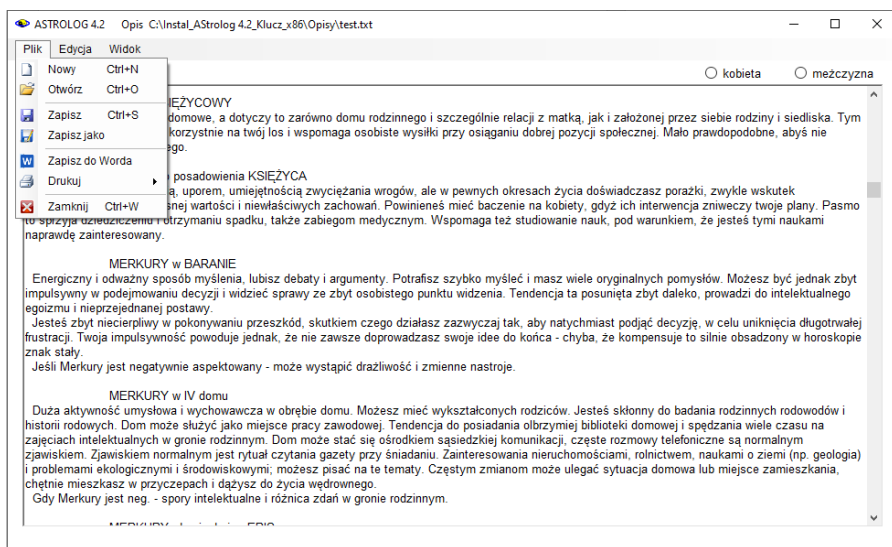 ASTROLOG 4.2 Opis C:\Instal_AStrolog 4.2_Klucz_x86\Opisy\test.txt
Plik Edycja Widok
Nowy Ctrl+N
Otwórz Ctrl+O
Zapisz Ctrl+S
Zapisz jako
Zapisz do Worda
Drukuj
Zamknij Ctrl+W
kobieta mężczyzna
IĘŻYCOWY
domowe, a dotyczy to zarówno domu rodzinnego i szczególnie relacji z matką, jak i założonej przez siebie rodziny i siedliska. Tym
korzystnie na twój los i wspomaga osobiste wysiłki przy osiąganiu dobrej pozycji społecznej. Mało prawdopodobne, abyś nie
ego.
posadowienia KSIĘŻYCA
ą, uporem, umiejętnością zwyciężania wrogów, ale w pewnych okresach życia doświadczasz porażki, zwykle wskutek
snej wartości i niewłaściwych zachowań. Powinieneś mieć baczenie na kobiety, gdyż ich interwencja zniweczy twoje plany. Pasmo
to sprzyja dziedziczeniu i otrzymaniu spadku, także zabiegom medycznym. Wspomaga też studiowanie nauk, pod warunkiem, że jesteś tymi naukami
naprawdę zainteresowany.
MERKURY w BARANIE
Energiczny i odważny sposób myślenia, lubisz debaty i argumenty. Potrafisz szybko myśleć i masz wiele oryginalnych pomysłów. Możesz być jednak zbyt
impulsywny w podejmowaniu decyzji i widzieć sprawy ze zbyt osobistego punktu widzenia. Tendencja ta posunięta zbyt daleko, prowadzi do intelektualnego
egoizmu i nieprzejednanej postawy.
Jesteś zbyt niecierpliwy w pokonywaniu przeszkód, skutkiem czego działasz zazwyczaj tak, aby natychmiast podjąć decyzję, w celu uniknięcia długotrwałej
frustracji. Twoja impulsywność powoduje jednak, że nie zawsze doprowadzasz swoje idee do końca - chyba, że kompensuje to silnie obsadzony w horoskopie
znak stały.
Jeśli Merkury jest negatywnie aspektowany - może wystąpić drażliwość i zmienne nastroje.
MERKURY w IV domu
Duża aktywność umysłowa i wychowawcza w obrębie domu. Możesz mieć wykształconych rodziców. Jesteś skłonny do badania rodzinnych rodowodów i
historii rodowych. Dom może służyć jako miejsce pracy zawodowej. Tendencja do posiadania olbrzymiej biblioteki domowej i spędzania wiele czasu na
zajęciach intelektualnych w gronie rodzinnym. Dom może stać się ośrodkiem sąsiedzkiej komunikacji, częste rozmowy telefoniczne są normalnym
zjawiskiem. Zjawiskiem normalnym jest rytuał czytania gazety przy śniadaniu. Zainteresowania nieruchomościami, rolnictwem, naukami o ziemi (np. geologia)
i problemami ekologicznymi i środowiskowymi; możesz pisać na te tematy. Częstym zmianom może ulegać sytuacja domowa lub miejsce zamieszkania,
chętnie mieszkasz w przyczepach i dążysz do życia wędrownego.
Gdy Merkury jest neg. - spory intelektualne i różnica zdań w gronie rodzinnym.
MERKURY